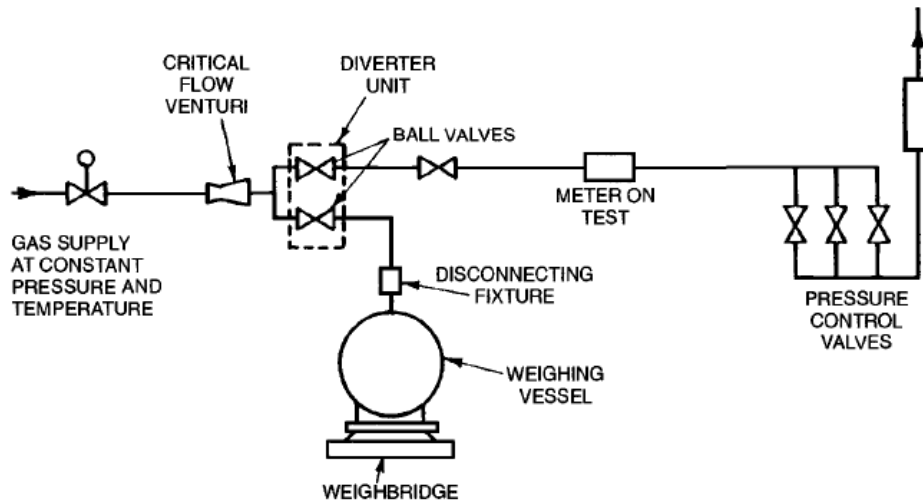 CRITICAL
FLOW
VENTURI
DIVERTER
UNIT
BALL VALVES
METER ON
TEST
GAS SUPPLY
AT CONSTANT
PRESSURE AND
TEMPERATURE
DISCONNECTING
FIXTURE
PRESSURE
CONTROL
VALVES
WEIGHING
VESSEL
WEIGHBRIDGE